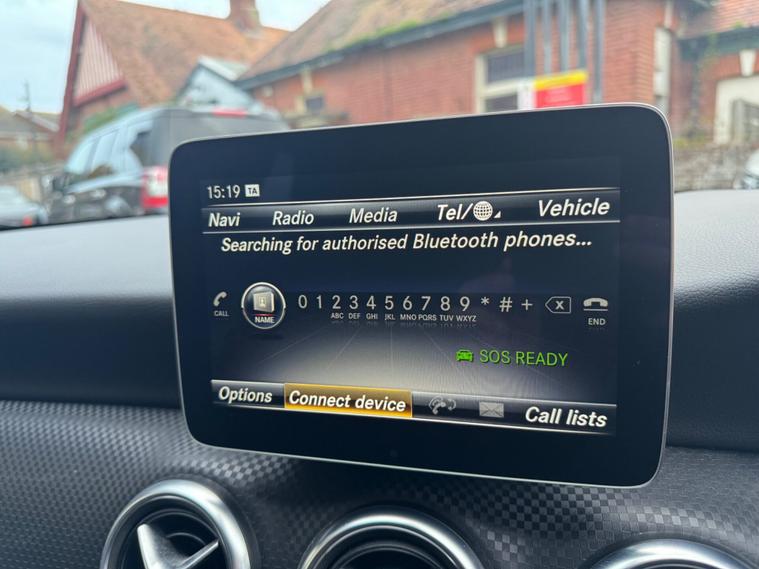 15:19 TA
Navi Radio Media Tel/ Vehicle
Searching for authorised Bluetooth phones...
CALL NAME 0 1 2 3 4 5 6 7 8 9 * # + END
ABC DEF GHI JKL MNO PQRS TUV WXYZ
SOS READY
Options Connect device Call lists